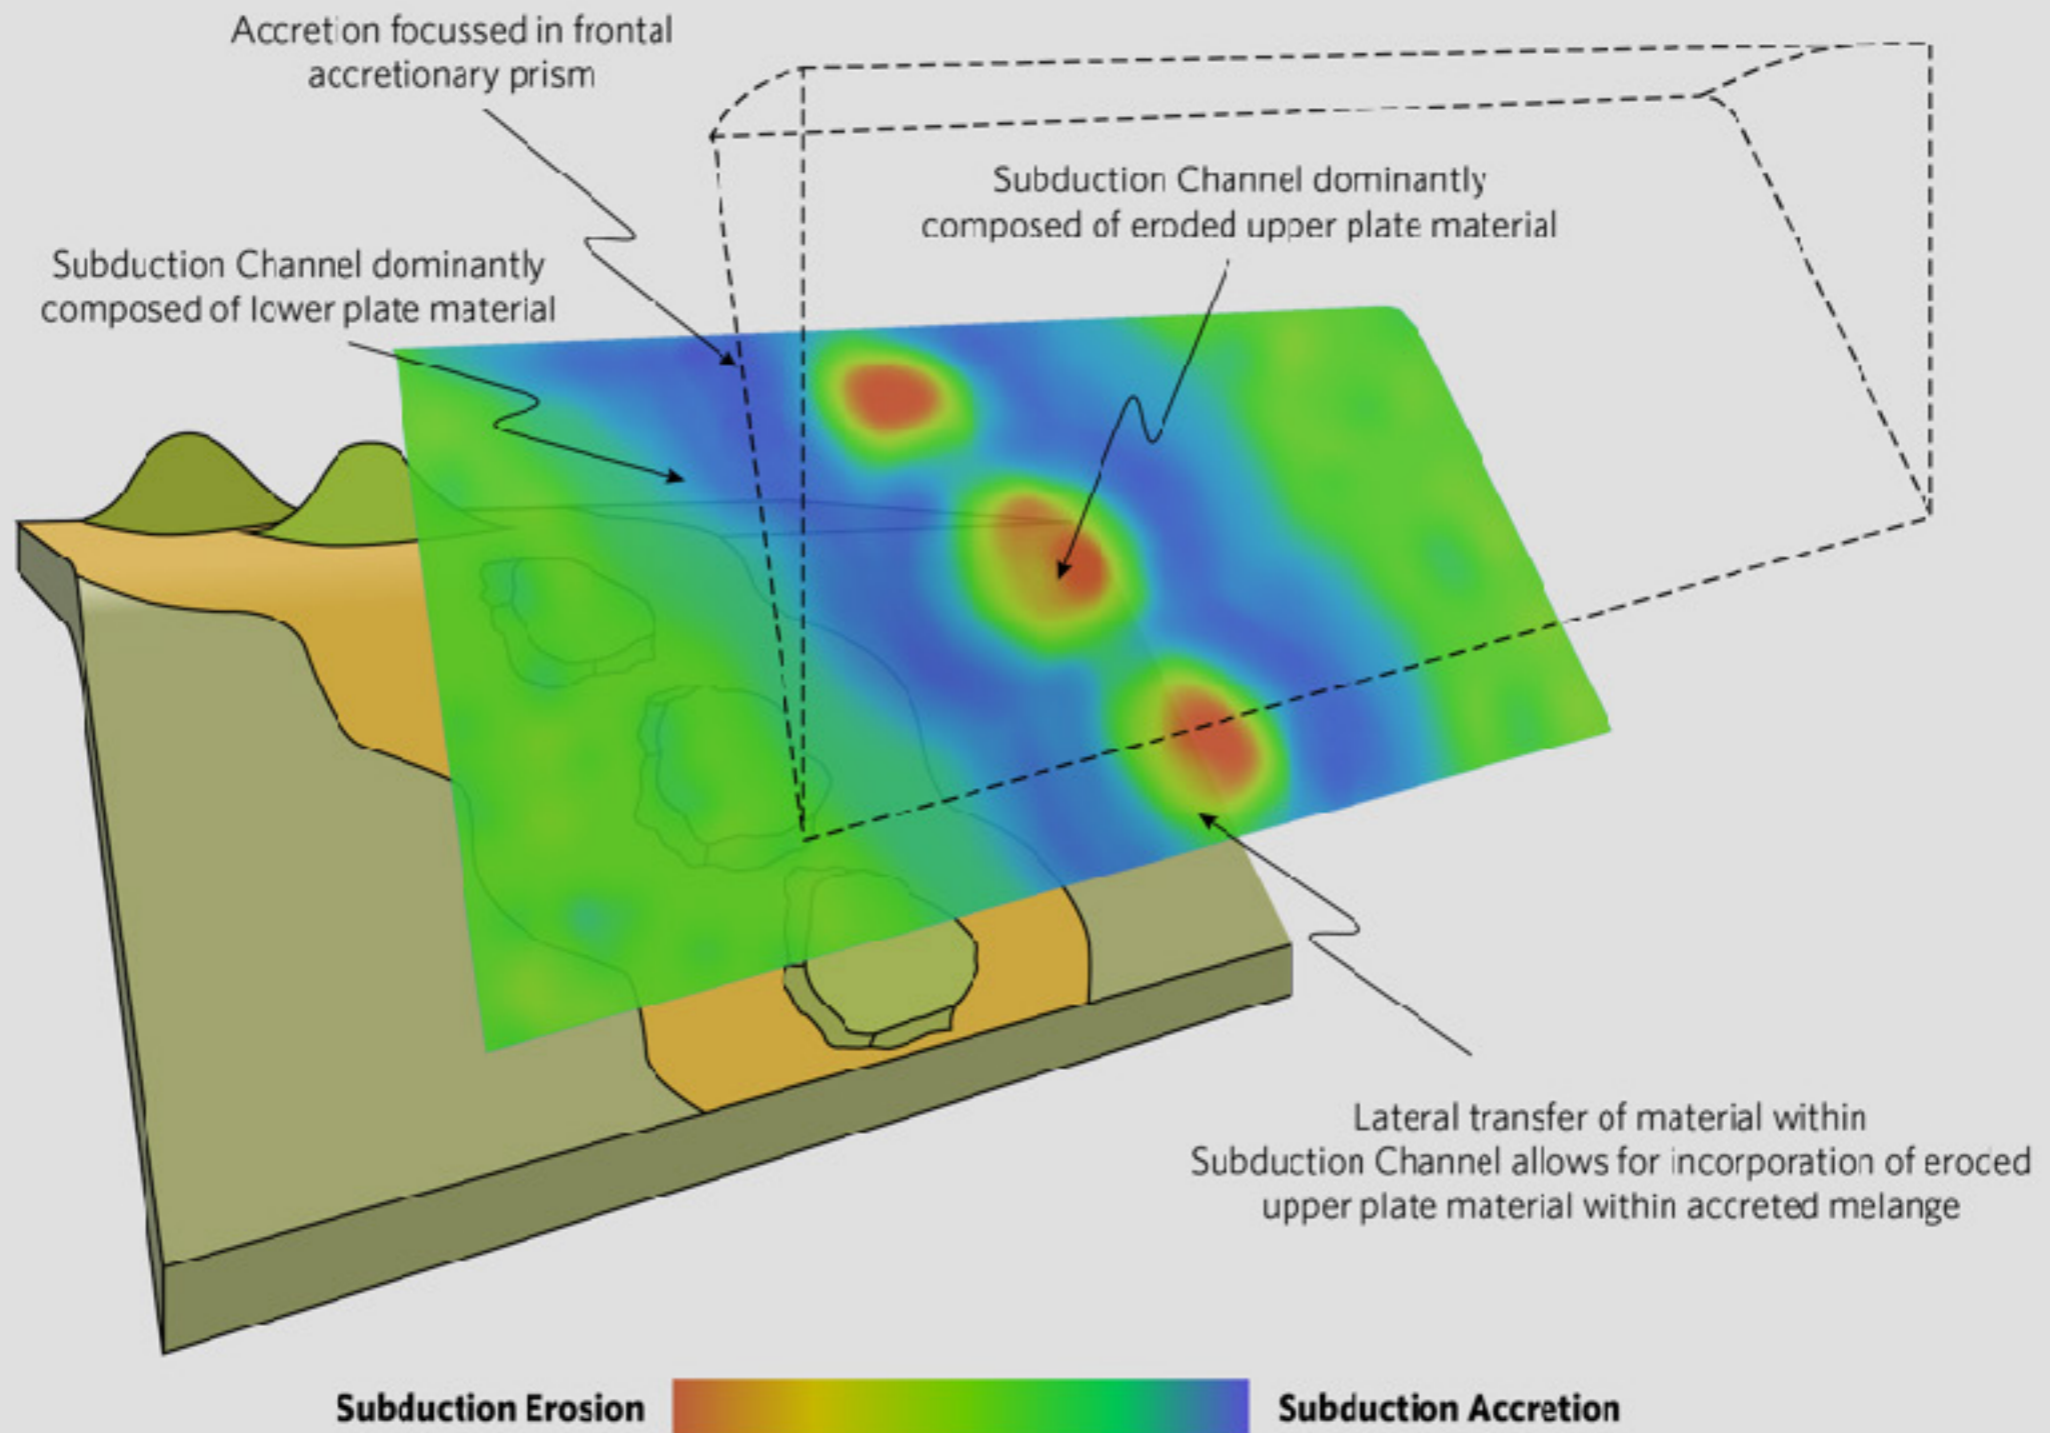 Accretion focussed in frontal
accretionary prism
Subduction Channel dominantly
composed of eroded upper plate material
Subduction Channel dominantly
composed of lower plate material
Lateral transfer of material within
Subduction Channel allows for incorporation of eroded
upper plate material within accreted melange
Subduction Erosion
Subduction Accretion